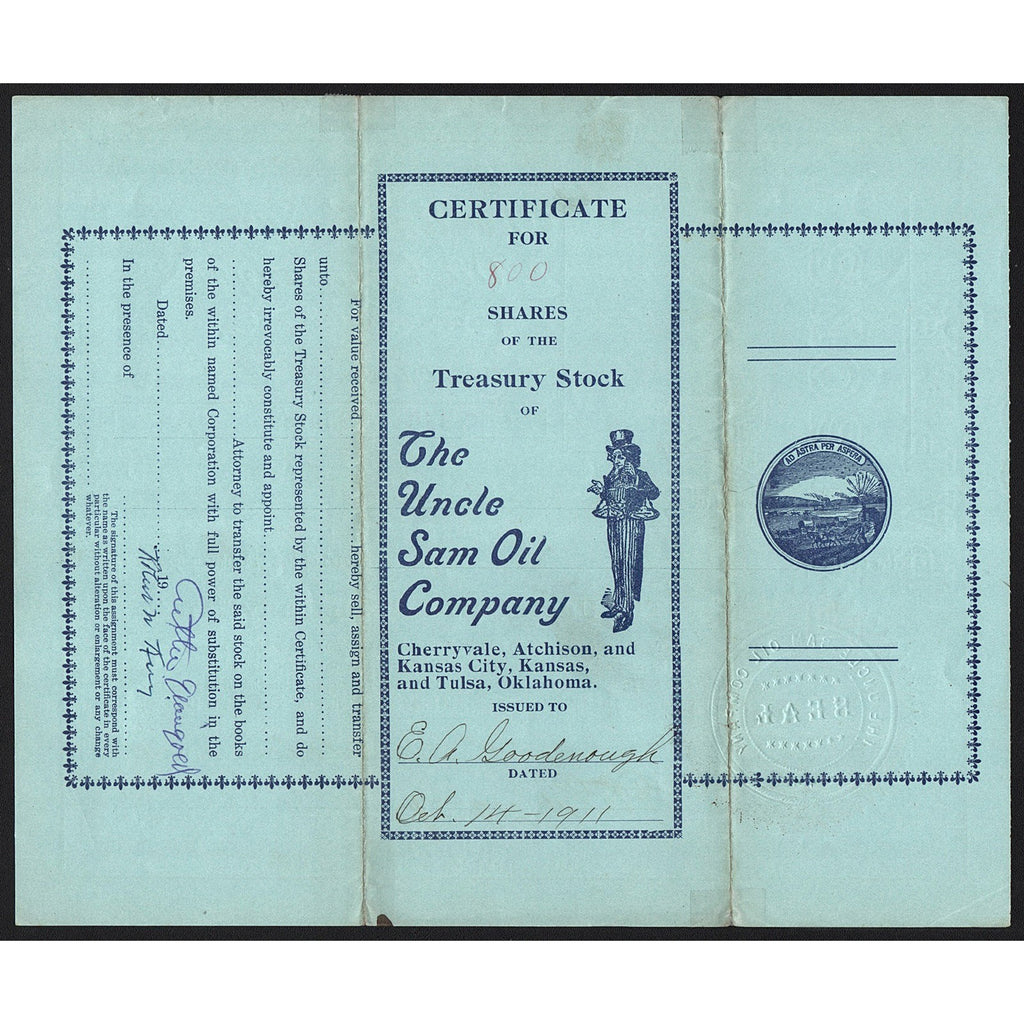 CERTIFICATE
FOR
800
SHARES
OF THE
Treasury Stock
OF
The
Uncle
Sam Oil
Company
Cherryvale, Atchison, and
Kansas City, Kansas,
and Tulsa, Oklahoma.
ISSUED TO
E. A. Goodenough
DATED
Oct. 14 - 1911
For value received..........hereby sell, assign and transfer
unto..........
Shares of the Treasury Stock represented by the within Certificate, and do
hereby irrevocably constitute and appoint..........
..........Attorney to transfer the said stock on the books
of the within named Corporation with full power of substitution in the
premises.
Dated..........19
In the presence of
The signature of this assignment must correspond with
the name as written upon the face of the certificate in every
particular without alteration or enlargement or any change
whatever.
AD ASTRA PER ASPERA
SEAL